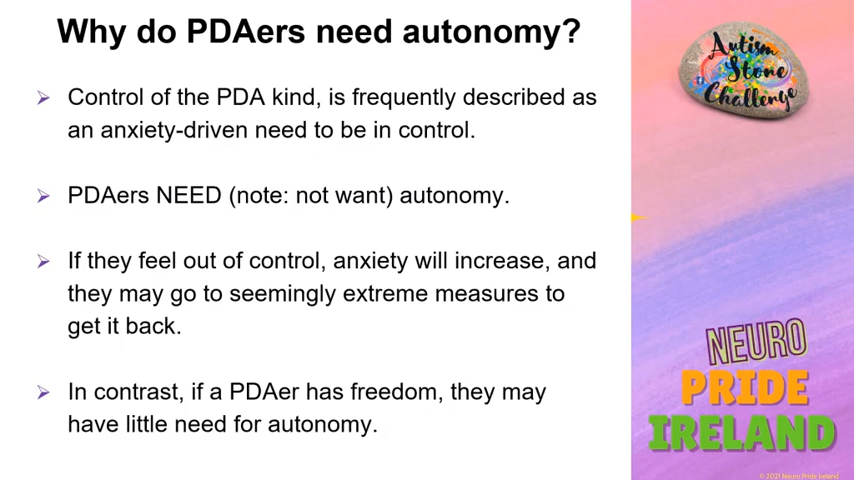 Why do PDAers need autonomy?
Control of the PDA kind, is frequently described as
an anxiety-driven need to be in control.
PDAers NEED (note: not want) autonomy.
If they feel out of control, anxiety will increase, and
they may go to seemingly extreme measures to
get it back.
In contrast, if a PDAer has freedom, they may
have little need for autonomy.
Autism
Stone
Challenge
NEURO
PRIDE
IRELAND
© 2021 Neuro Pride Ireland